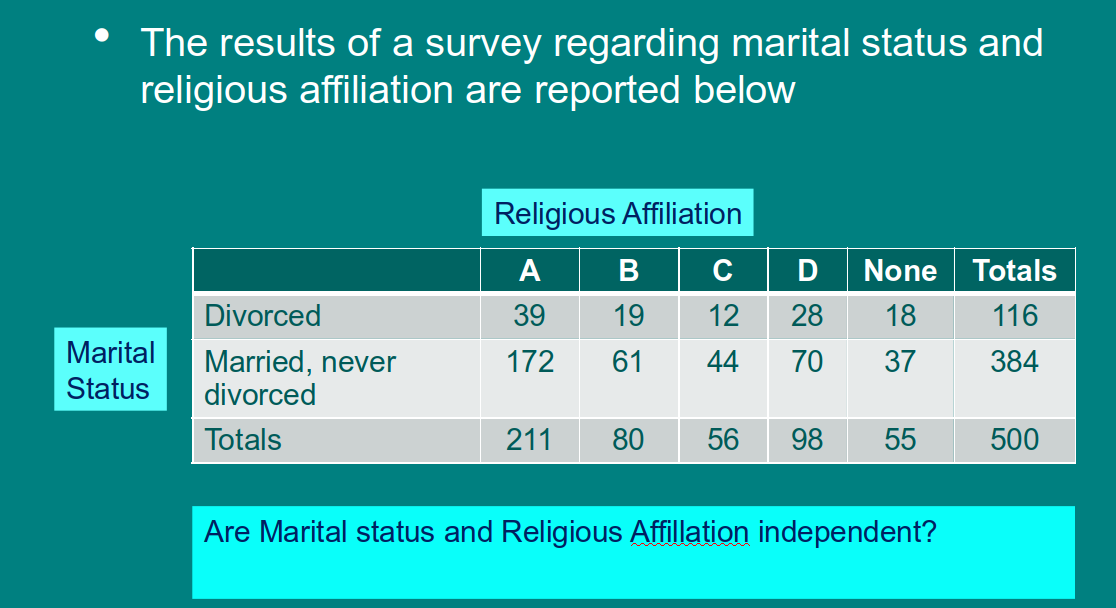 • The results of a survey regarding marital status and
religious affiliation are reported below
Religious Affiliation
A B C D None Totals
Divorced 39 19 12 28 18 116
Marital
Status
Married, never 172 61 44 70 37 384
divorced
Totals 211 80 56 98 55 500
Are Marital status and Religious Affillation independent?